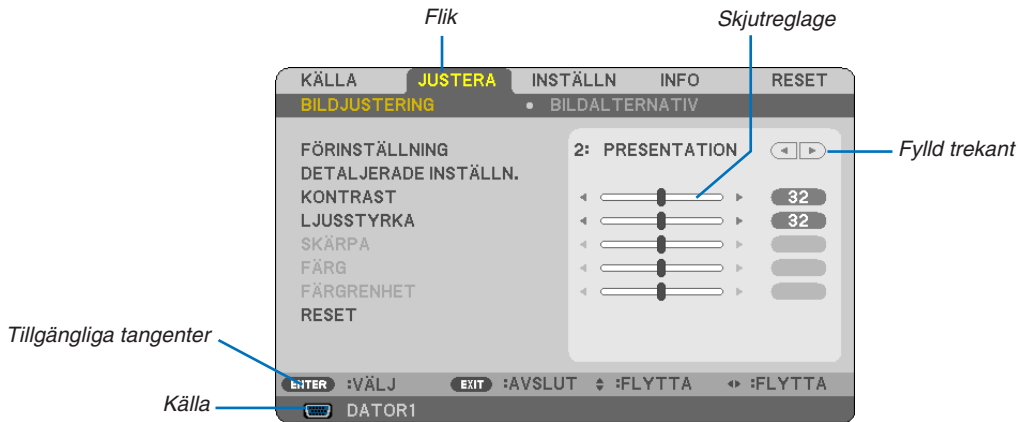 Flik
Skjutreglage
KÄLLA JUSTERA INSTÄLLN INFO RESET
BILDJUSTERING • BILDALTERNATIV
FÖRINSTÄLLNING 2: PRESENTATION
Fylld trekant
DETALJERADE INSTÄLLN.
KONTRAST 32
LJUSSTYRKA 32
SKÄRPA
FÄRG
FÄRGRENHET
RESET
Tillgängliga tangenter
ENTER :VÄLJ EXIT :AVSLUT :FLYTTA :FLYTTA
Källa
DATOR1